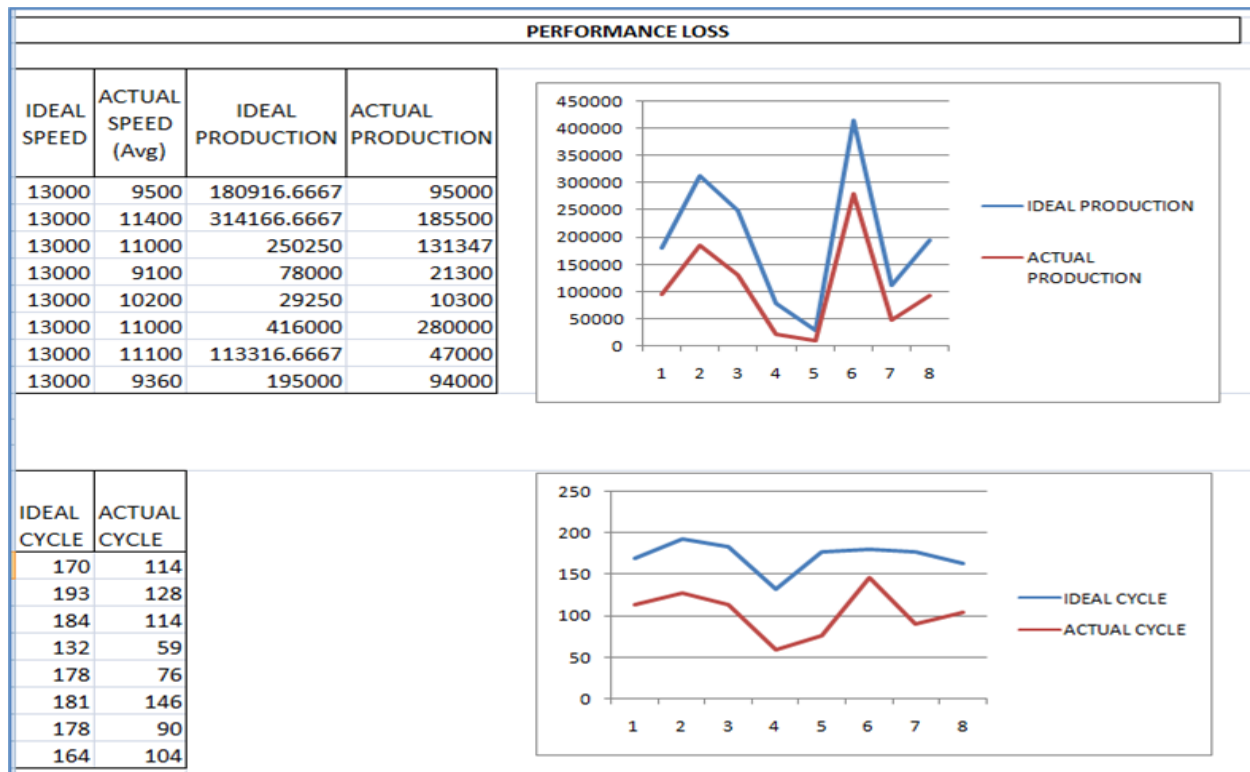 PERFORMANCE LOSS
IDEAL SPEED ACTUAL SPEED (Avg) IDEAL PRODUCTION ACTUAL PRODUCTION
13000 9500 180916.6667 95000
13000 11400 314166.6667 185500
13000 11000 250250 131347
13000 9100 78000 21300
13000 10200 29250 10300
13000 11000 416000 280000
13000 11100 113316.6667 47000
13000 9360 195000 94000
450000
400000
350000
300000
250000
200000
150000
100000
50000
0
1 2 3 4 5 6 7 8
IDEAL PRODUCTION
ACTUAL
PRODUCTION
IDEAL CYCLE ACTUAL CYCLE
170 114
193 128
184 114
132 59
178 76
181 146
178 90
164 104
250
200
150
100
50
0
1 2 3 4 5 6 7 8
IDEAL CYCLE
ACTUAL CYCLE